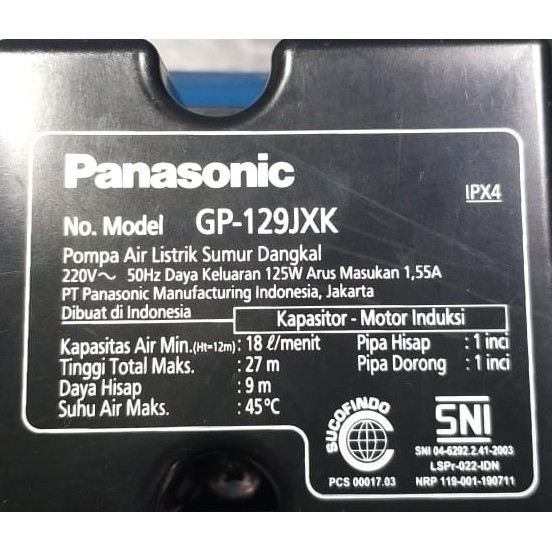 Panasonic
IPX4
No. Model GP-129JXK
Pompa Air Listrik Sumur Dangkal
220V～ 50Hz Daya Keluaran 125W Arus Masukan 1,55A
PT Panasonic Manufacturing Indonesia, Jakarta
Dibuat di Indonesia
Kapasitor - Motor Induksi
Kapasitas Air Min.(Ht=12m) : 18 ℓ/menit Pipa Hisap : 1 inci
Tinggi Total Maks. : 27 m Pipa Dorong : 1 inci
Daya Hisap : 9 m
Suhu Air Maks. : 45°C
SUCOFINDO
SNI
SNI 04-6292.2.41-2003
LSPr-022-IDN
PCS 00017.03 NRP 119-001-190711